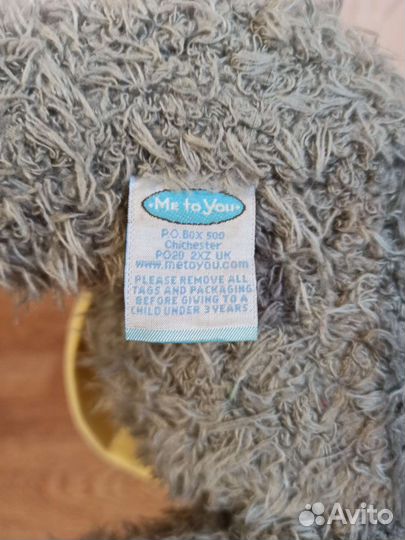 •ME TO YOU•
P.O. BOX 500
Chichester
PO20 2XZ UK
www.metoyou.com
PLEASE REMOVE ALL
TAGS AND PACKAGING
BEFORE GIVING TO A
CHILD UNDER 3 YEARS.
Avito